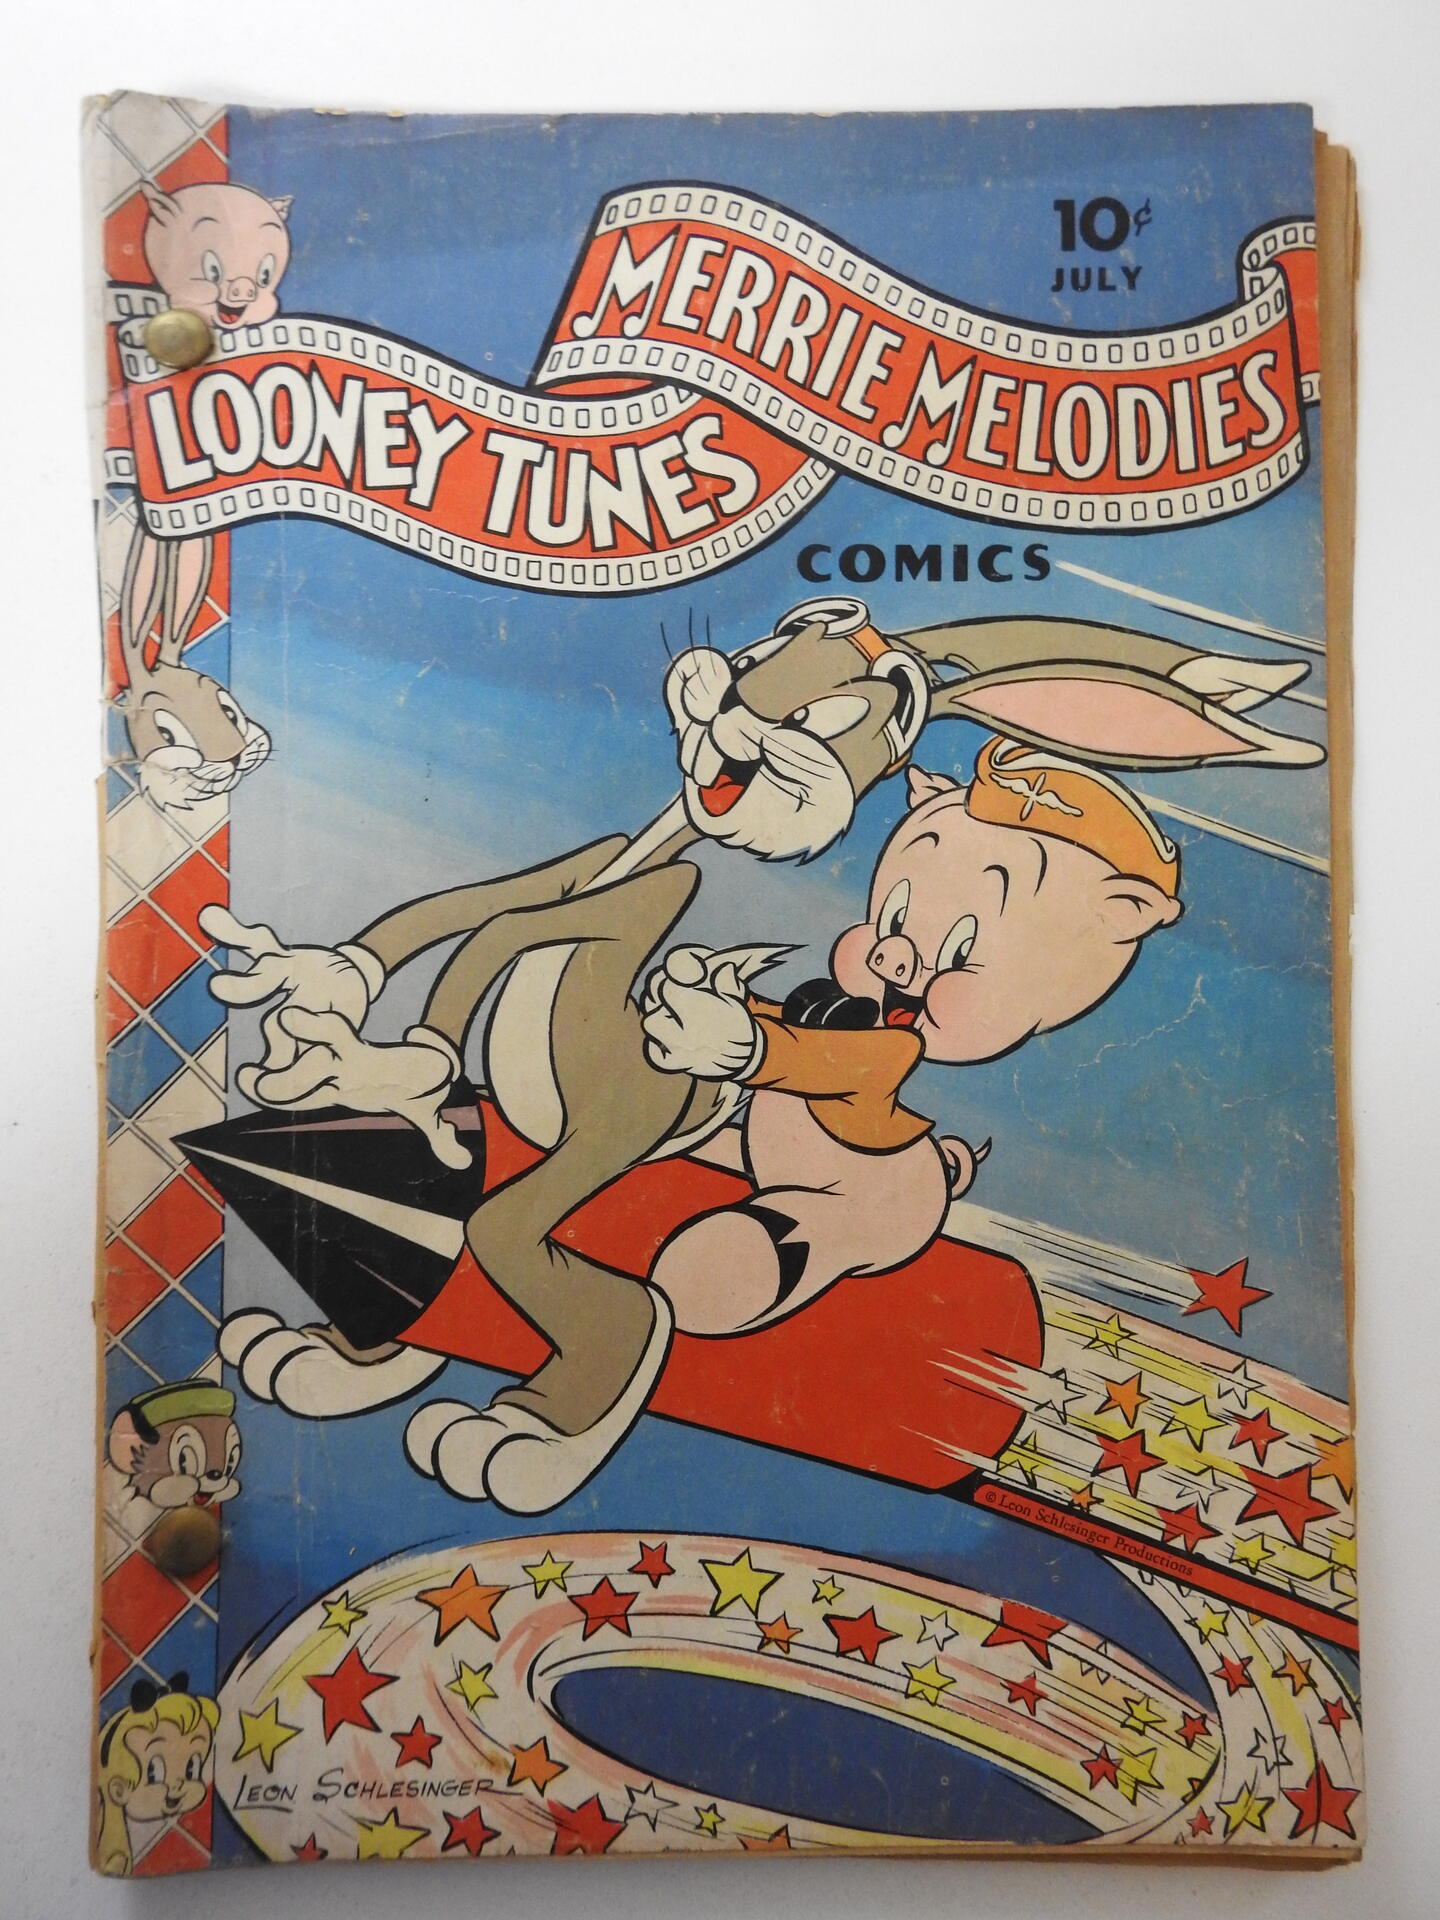 10¢
JULY
MERRIE MELODIES
LOONEY TUNES
COMICS
© Leon Schlesinger Productions
LEON SCHLESINGER